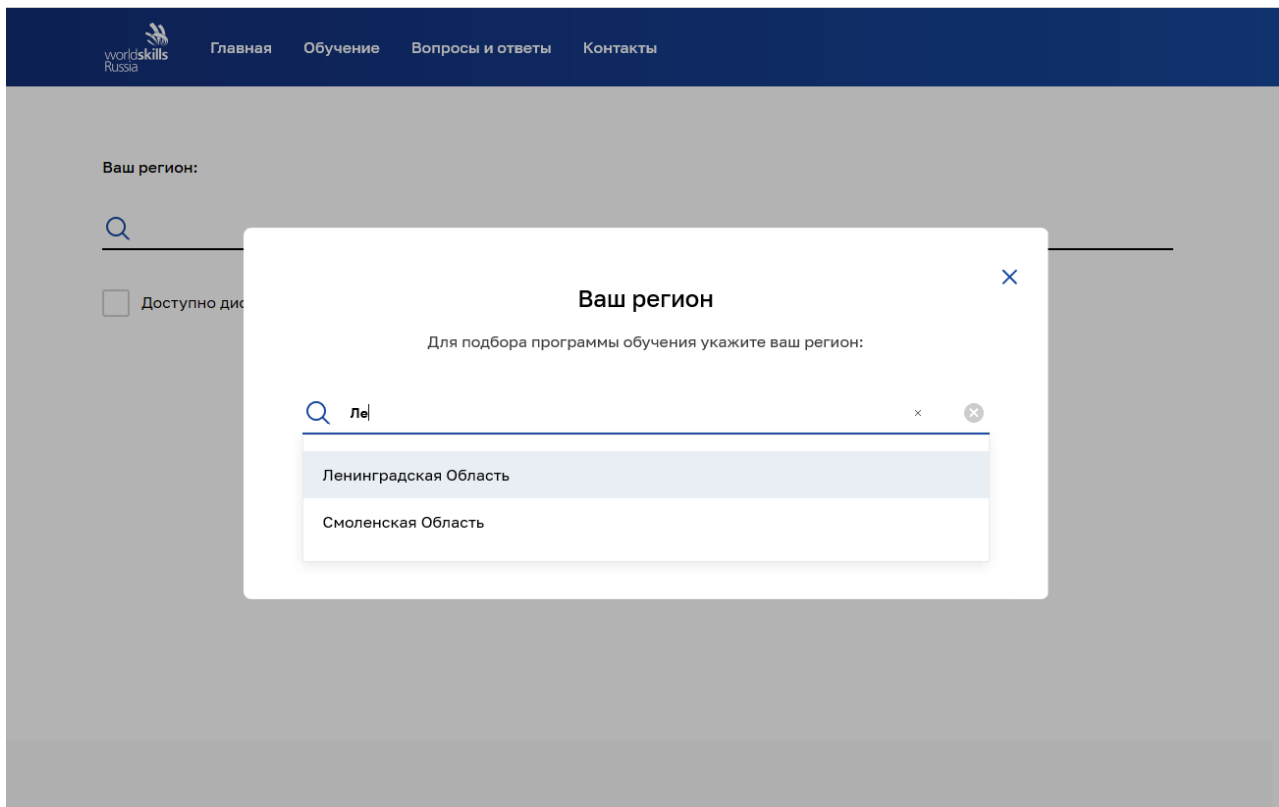 worldskills
Russia
Главная Обучение Вопросы и ответы Контакты
Ваш регион:
Доступно дис
Ваш регион
Для подбора программы обучения укажите ваш регион:
Ле
Ленинградская Область
Смоленская Область